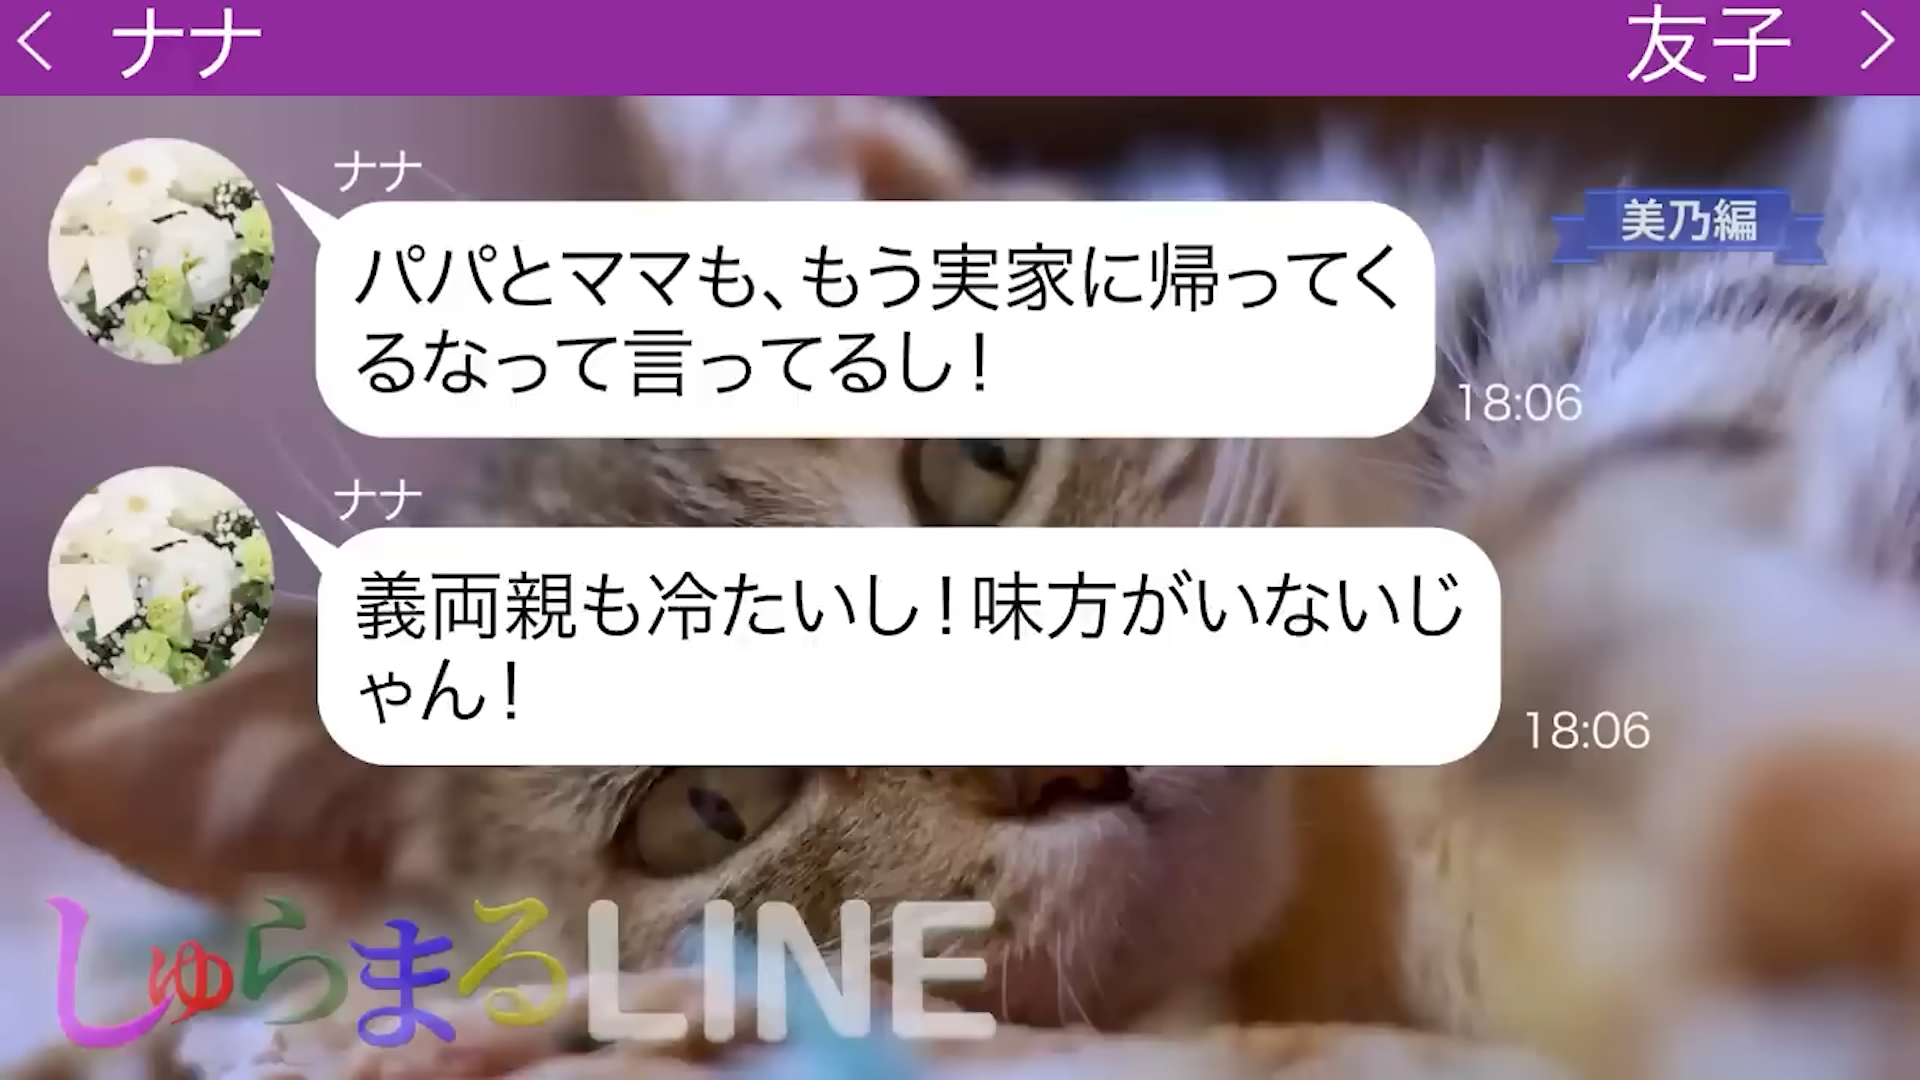 ナナ
友子
ナナ
美乃編
パパとママも、もう実家に帰ってく
るなって言ってるし！
18:06
ナナ
義両親も冷たいし！味方がいないじ
ゃん！
18:06
しゅらまるLINE